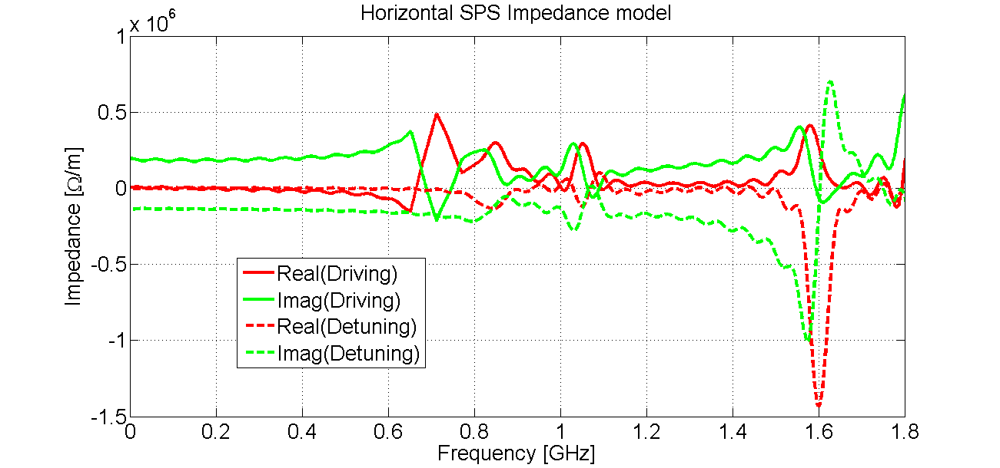 Horizontal SPS Impedance model
x 10⁶
1
0.5
0
-0.5
-1
-1.5
Impedance [Ω/m]
Real(Driving)
Imag(Driving)
Real(Detuning)
Imag(Detuning)
0 0.2 0.4 0.6 0.8 1 1.2 1.4 1.6 1.8
Frequency [GHz]